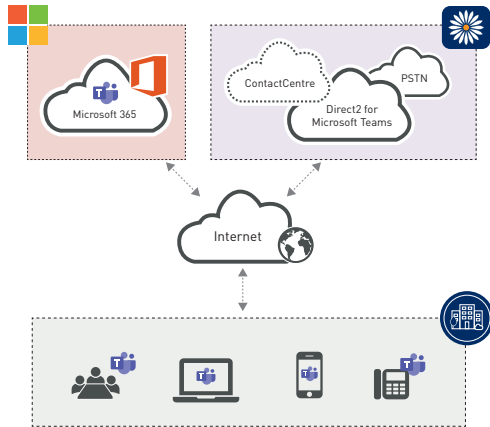 ContactCentre
PSTN
Microsoft 365
Direct2 for
Microsoft Teams
Internet